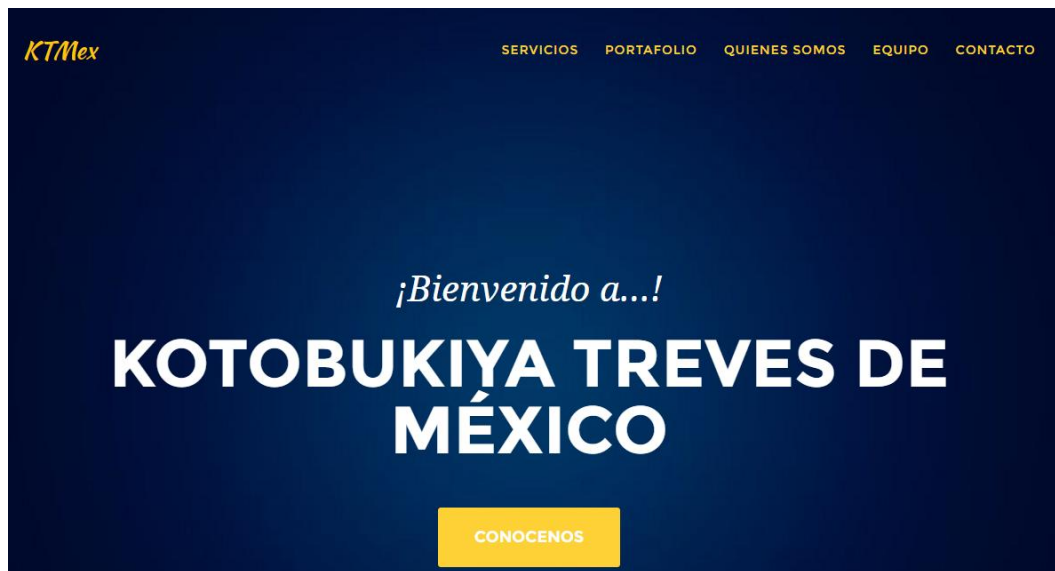 KTMex
SERVICIOS PORTAFOLIO QUIENES SOMOS EQUIPO CONTACTO
¡Bienvenido a...!
KOTOBUKIYA TREVES DE
MÉXICO
CONOCENOS